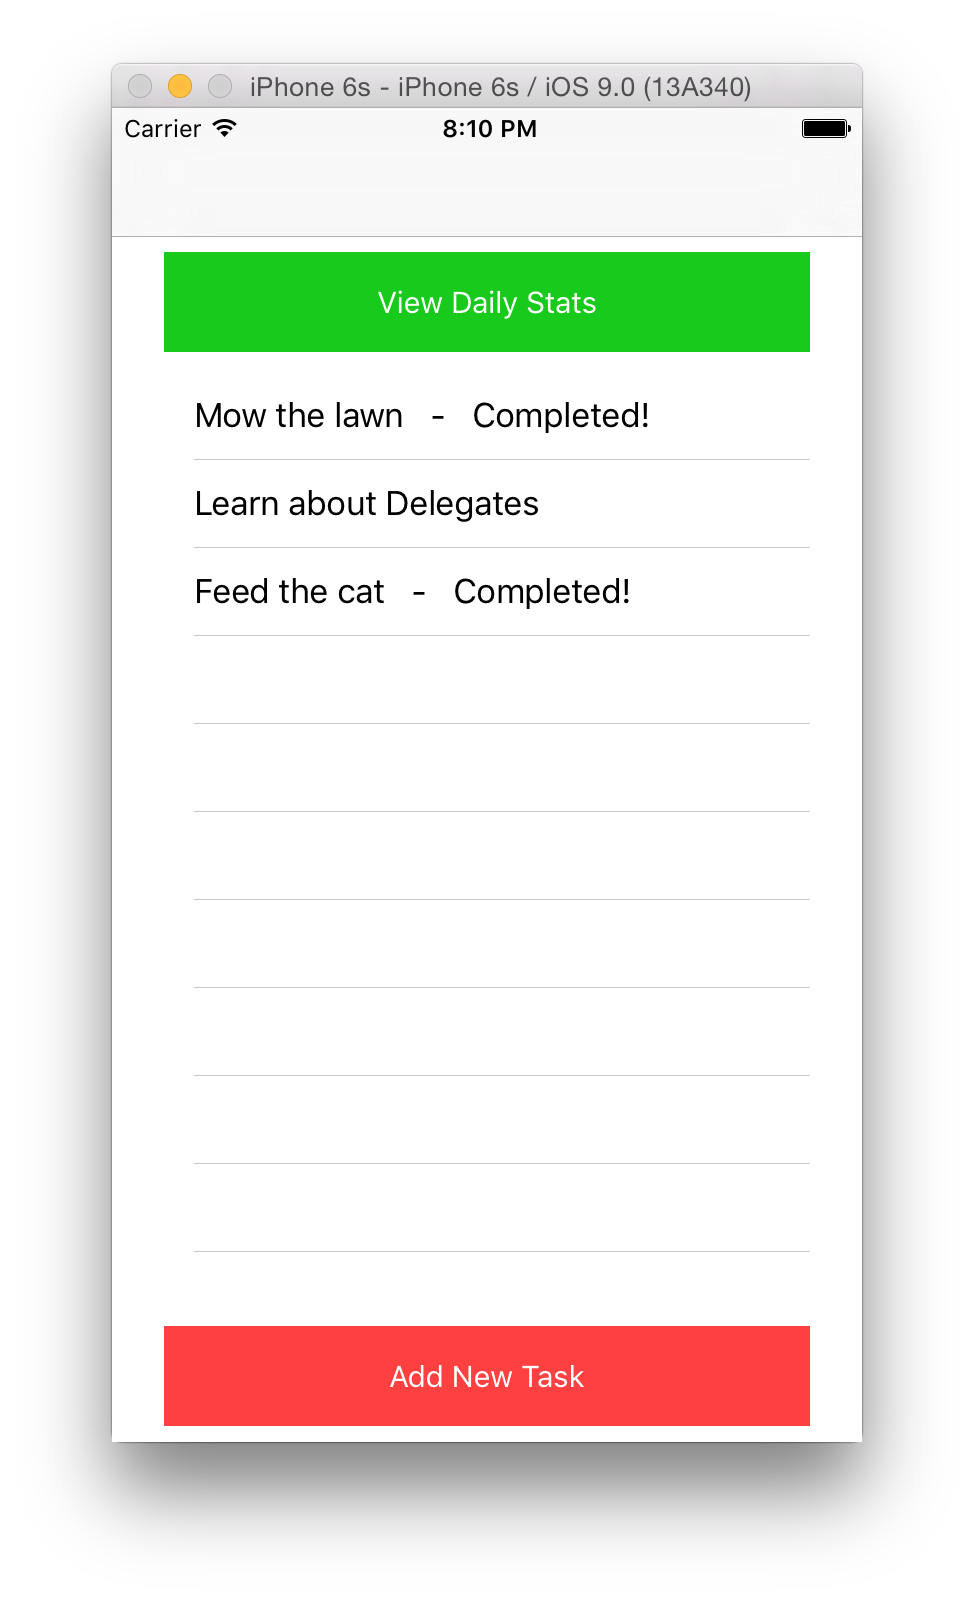 iPhone 6s - iPhone 6s / iOS 9.0 (13A340)
Carrier 8:10 PM
View Daily Stats
Mow the lawn - Completed!
Learn about Delegates
Feed the cat - Completed!
Add New Task